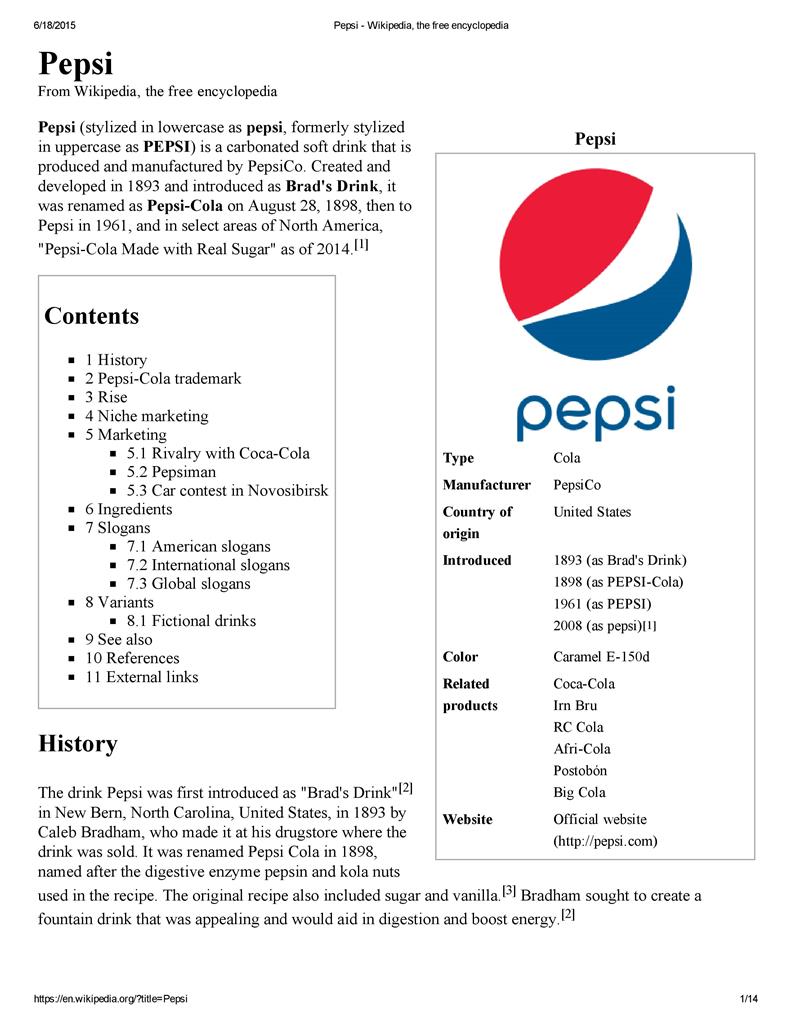 6/18/2015
Pepsi - Wikipedia, the free encyclopedia
Pepsi
From Wikipedia, the free encyclopedia
Pepsi (stylized in lowercase as pepsi, formerly stylized
in uppercase as PEPSI) is a carbonated soft drink that is
produced and manufactured by PepsiCo. Created and
developed in 1893 and introduced as Brad's Drink, it
was renamed as Pepsi-Cola on August 28, 1898, then to
Pepsi in 1961, and in select areas of North America,
"Pepsi-Cola Made with Real Sugar" as of 2014.[1]
Contents
1 History
2 Pepsi-Cola trademark
3 Rise
4 Niche marketing
5 Marketing
5.1 Rivalry with Coca-Cola
5.2 Pepsiman
5.3 Car contest in Novosibirsk
6 Ingredients
7 Slogans
7.1 American slogans
7.2 International slogans
7.3 Global slogans
8 Variants
8.1 Fictional drinks
9 See also
10 References
11 External links
Pepsi
pepsi
Type Cola
Manufacturer PepsiCo
Country of United States
origin
Introduced 1893 (as Brad's Drink)
1898 (as PEPSI-Cola)
1961 (as PEPSI)
2008 (as pepsi)[1]
Color Caramel E-150d
Related Coca-Cola
products Irn Bru
RC Cola
Afri-Cola
Postobón
Big Cola
Website Official website
(http://pepsi.com)
History
The drink Pepsi was first introduced as "Brad's Drink"[2]
in New Bern, North Carolina, United States, in 1893 by
Caleb Bradham, who made it at his drugstore where the
drink was sold. It was renamed Pepsi Cola in 1898,
named after the digestive enzyme pepsin and kola nuts
used in the recipe. The original recipe also included sugar and vanilla.[3] Bradham sought to create a
fountain drink that was appealing and would aid in digestion and boost energy.[2]
https://en.wikipedia.org/?title=Pepsi
1/14